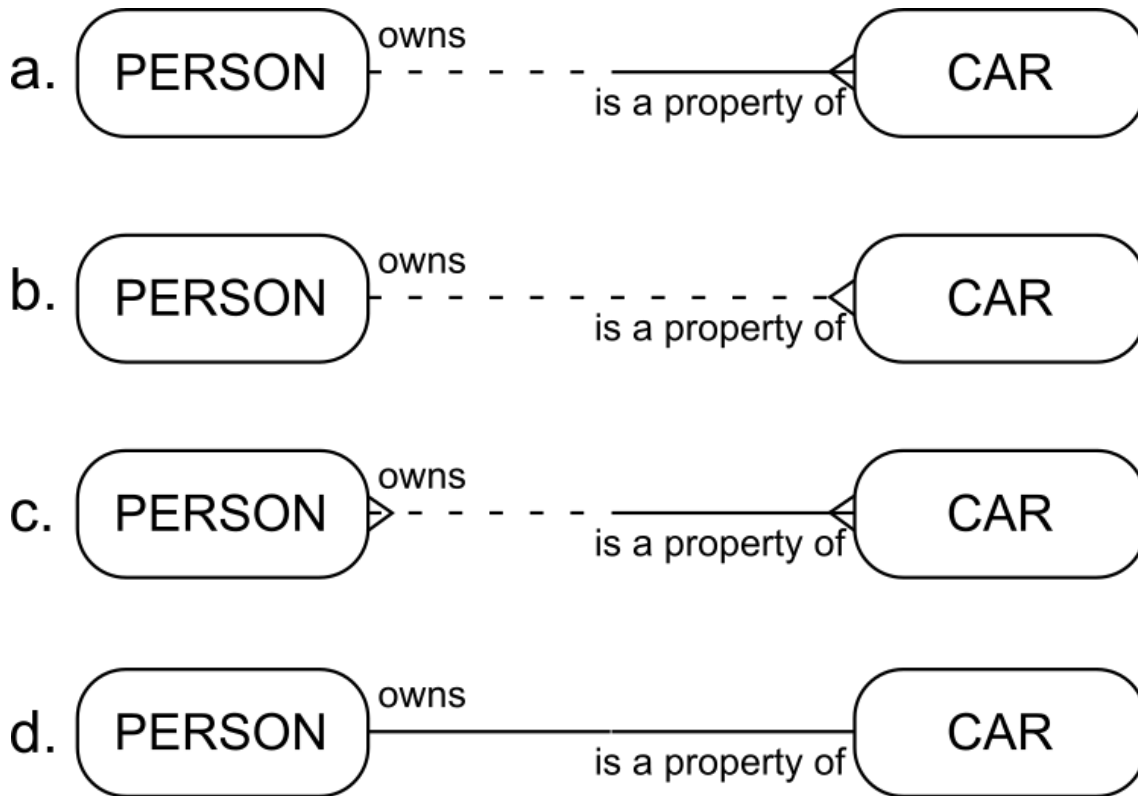 owns
a. PERSON CAR
is a property of
owns
b. PERSON CAR
is a property of
owns
c. PERSON CAR
is a property of
owns
d. PERSON CAR
is a property of